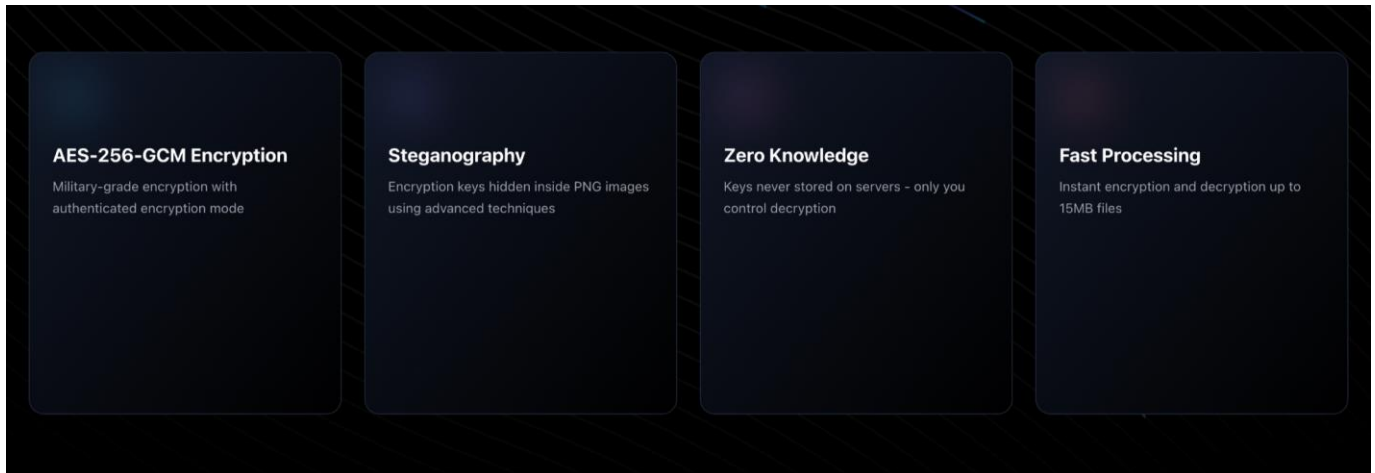 AES-256-GCM Encryption
Military-grade encryption with
authenticated encryption mode
Steganography
Encryption keys hidden inside PNG images
using advanced techniques
Zero Knowledge
Keys never stored on servers - only you
control decryption
Fast Processing
Instant encryption and decryption up to
15MB files